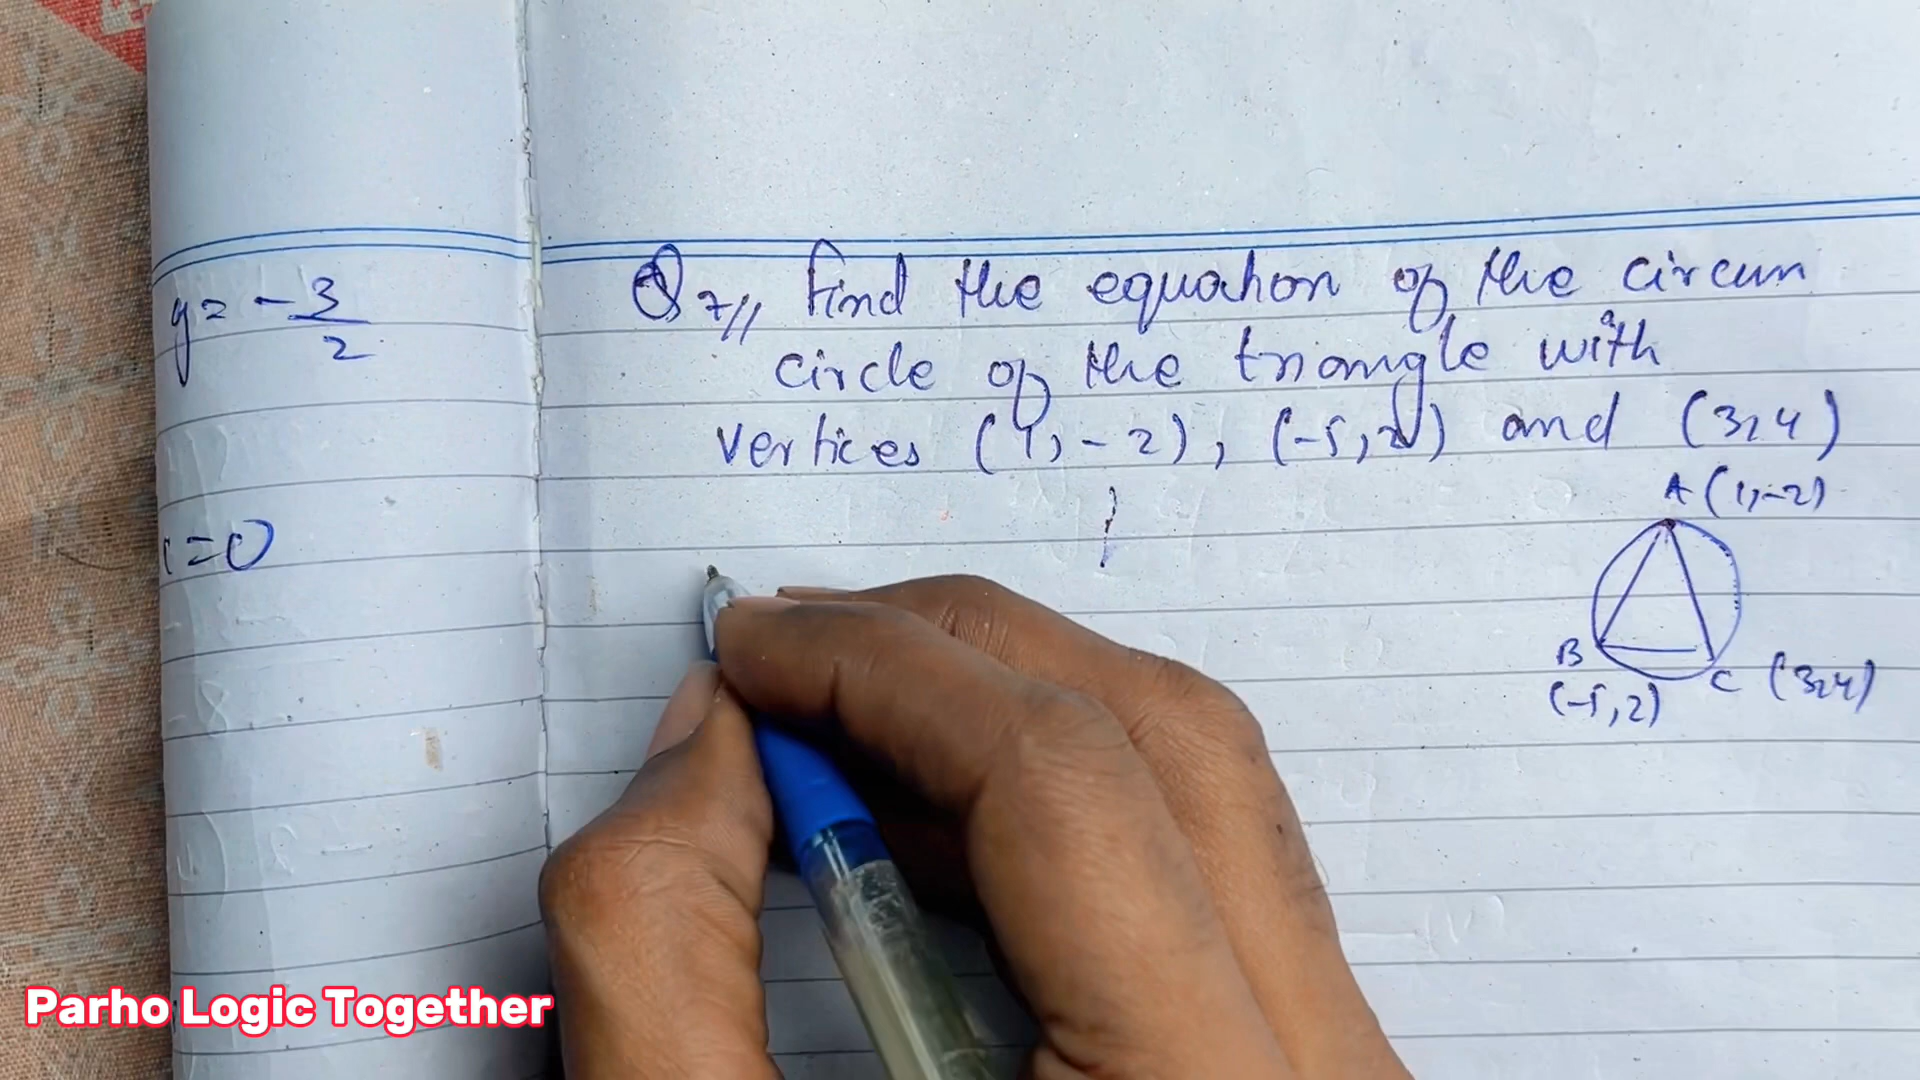 y = - 3/2
= 0
Q7// Find the equation of the circum
circle of the triangle with
vertices (1, -2), (-5, 2) and (3, 4)
A (1, -2)
B
C (3, 4)
(-5, 2)
Parho Logic Together